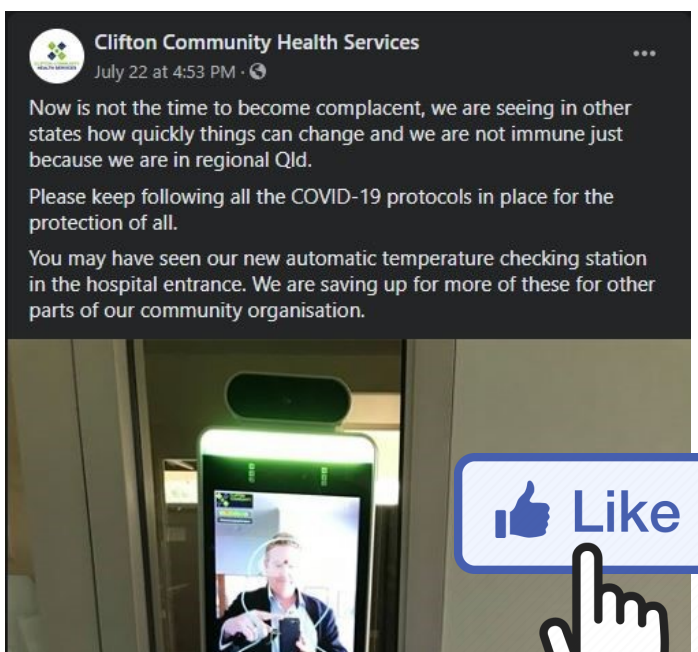 Clifton Community Health Services
July 22 at 4:53 PM ·
Now is not the time to become complacent, we are seeing in other
states how quickly things can change and we are not immune just
because we are in regional Qld.
Please keep following all the COVID-19 protocols in place for the
protection of all.
You may have seen our new automatic temperature checking station
in the hospital entrance. We are saving up for more of these for other
parts of our community organisation.
Like